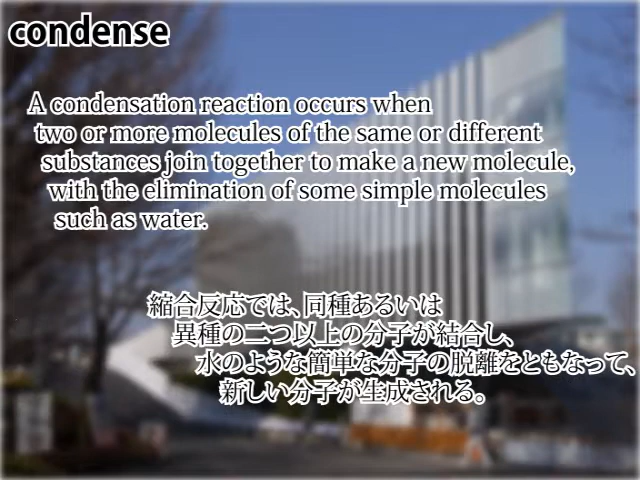 condense
A condensation reaction occurs when
two or more molecules of the same or different
substances join together to make a new molecule,
with the elimination of some simple molecules
such as water.
縮合反応では、同種あるいは
異種の二つ以上の分子が結合し、
水のような簡単な分子の脱離をともなって、
新しい分子が生成される。